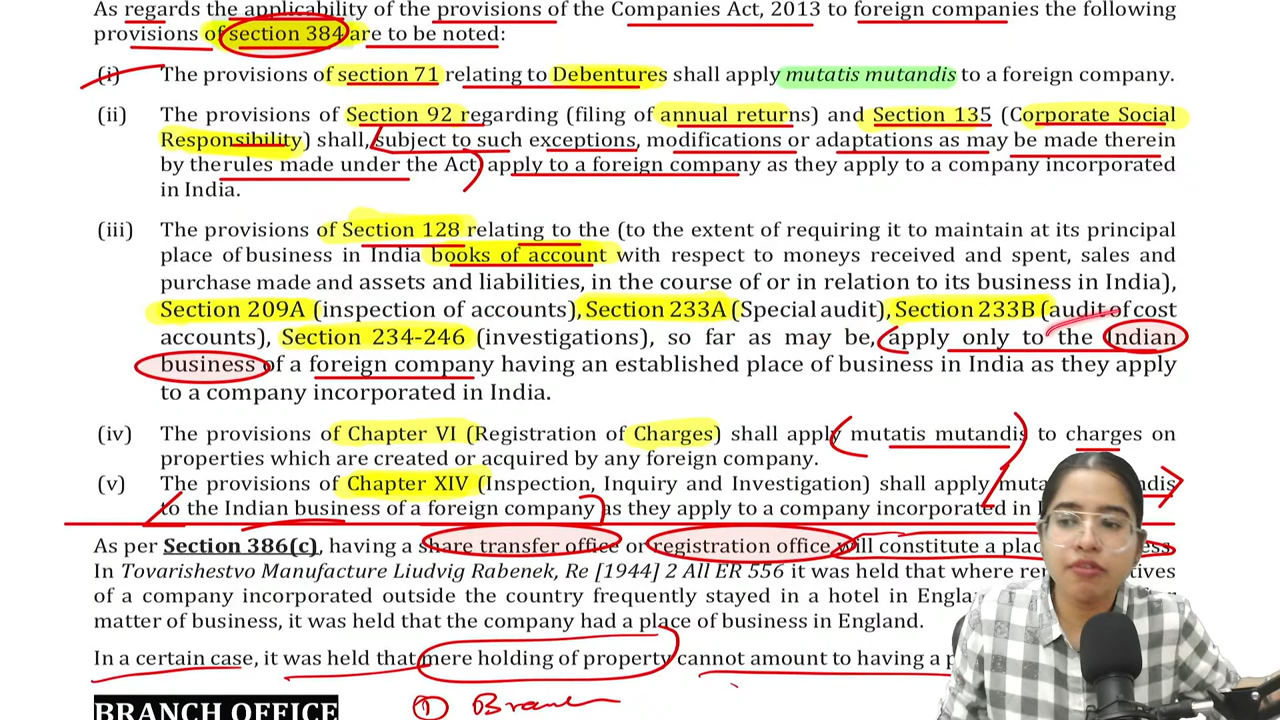 As regards the applicability of the provisions of the Companies Act, 2013 to foreign companies the following
provisions of section 384 are to be noted:
(i) The provisions of section 71 relating to Debentures shall apply mutatis mutandis to a foreign company.
(ii) The provisions of Section 92 regarding (filing of annual returns) and Section 135 (Corporate Social
Responsibility) shall, subject to such exceptions, modifications or adaptations as may be made therein
by the rules made under the Act, apply to a foreign company as they apply to a company incorporated
in India.
(iii) The provisions of Section 128 relating to the (to the extent of requiring it to maintain at its principal
place of business in India books of account with respect to moneys received and spent, sales and
purchase made and assets and liabilities, in the course of or in relation to its business in India),
Section 209A (inspection of accounts), Section 233A (Special audit), Section 233B (audit of cost
accounts), Section 234-246 (investigations), so far as may be, apply only to the Indian
business of a foreign company having an established place of business in India as they apply
to a company incorporated in India.
(iv) The provisions of Chapter VI (Registration of Charges) shall apply mutatis mutandis to charges on
properties which are created or acquired by any foreign company.
(v) The provisions of Chapter XIV (Inspection, Inquiry and Investigation) shall apply
to the Indian business of a foreign company as they apply to a company incorporated in
As per Section 386(c), having a share transfer office or registration office will constitute a
In Tovarishestvo Manufacture Liudvig Rabenek, Re [1944] 2 All ER 556 it was held that where
of a company incorporated outside the country frequently stayed in a hotel in
matter of business, it was held that the company had a place of business in England.
In a certain case, it was held that mere holding of property cannot amount to having a
BRANCH OFFICE
① Branch